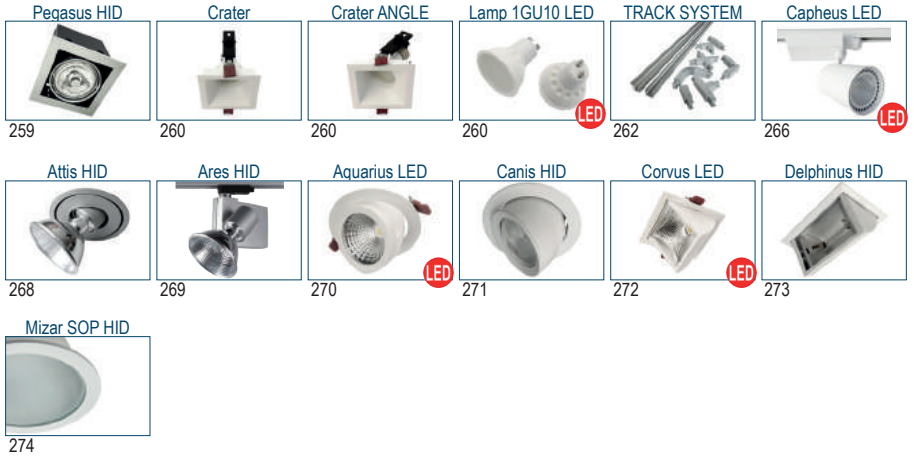 Pegasus HID
Crater
Crater ANGLE
Lamp 1GU10 LED
TRACK SYSTEM
Capheus LED
LED
LED
259
260
260
260
262
266
Attis HID
Ares HID
Aquarius LED
Canis HID
Corvus LED
Delphinus HID
LED
LED
268
269
270
271
272
273
Mizar SOP HID
274